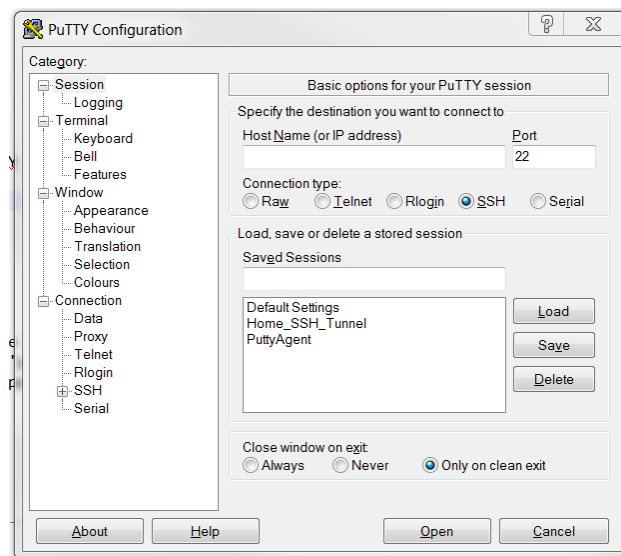 PuTTY Configuration
Category:
Session
Logging
Terminal
Keyboard
Bell
Features
Window
Appearance
Behaviour
Translation
Selection
Colours
Connection
Data
Proxy
Telnet
Rlogin
SSH
Serial
Basic options for your PuTTY session
Specify the destination you want to connect to
Host Name (or IP address) Port
22
Connection type:
Raw Telnet Rlogin SSH Serial
Load, save or delete a stored session
Saved Sessions
Default Settings
Home_SSH_Tunnel
PuttyAgent
Load
Save
Delete
Close window on exit:
Always Never Only on clean exit
About Help Open Cancel